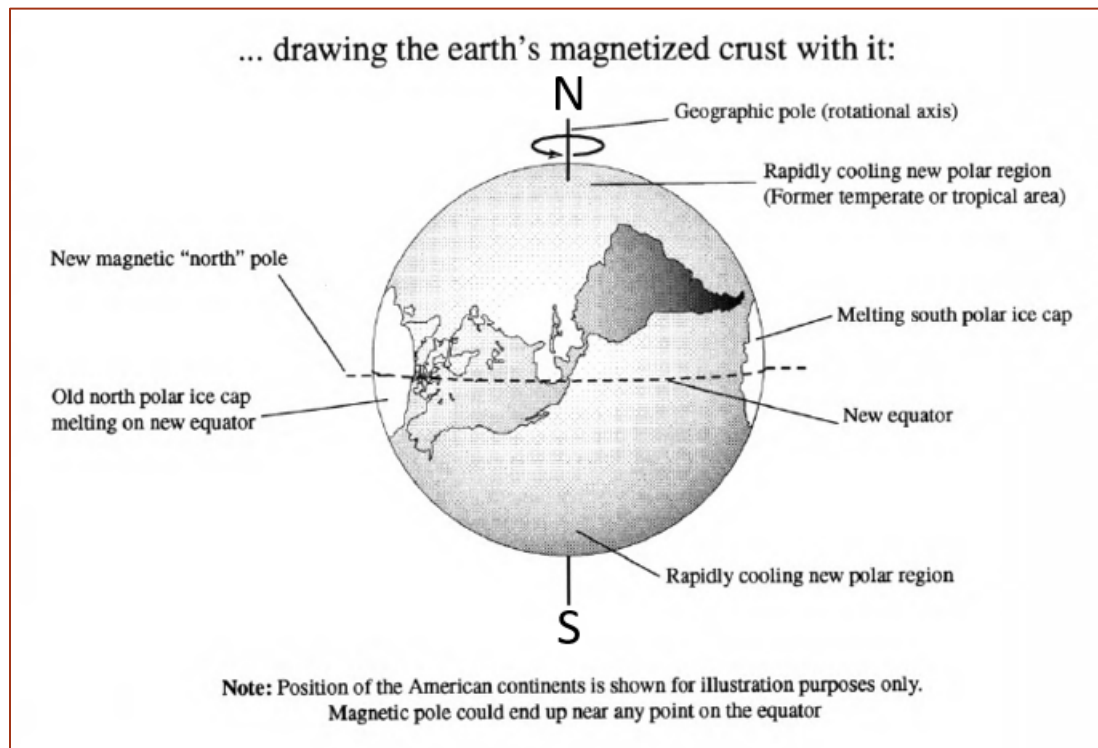 ... drawing the earth's magnetized crust with it:
N
Geographic pole (rotational axis)
Rapidly cooling new polar region
(Former temperate or tropical area)
New magnetic “north” pole
Melting south polar ice cap
Old north polar ice cap
melting on new equator
New equator
Rapidly cooling new polar region
S
Note: Position of the American continents is shown for illustration purposes only.
Magnetic pole could end up near any point on the equator